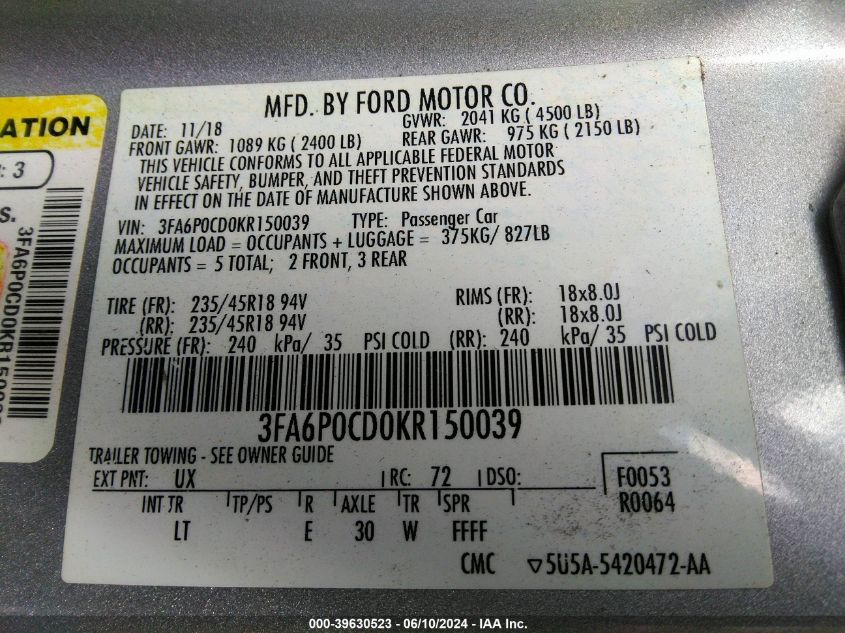 MFD. BY FORD MOTOR CO.
DATE: 11/18
GVWR: 2041 KG ( 4500 LB)
FRONT GAWR: 1089 KG ( 2400 LB)
REAR GAWR: 975 KG ( 2150 LB)
THIS VEHICLE CONFORMS TO ALL APPLICABLE FEDERAL MOTOR
VEHICLE SAFETY, BUMPER, AND THEFT PREVENTION STANDARDS
IN EFFECT ON THE DATE OF MANUFACTURE SHOWN ABOVE.
VIN: 3FA6P0CD0KR150039 TYPE: Passenger Car
MAXIMUM LOAD = OCCUPANTS + LUGGAGE = 375KG/ 827LB
OCCUPANTS = 5 TOTAL; 2 FRONT, 3 REAR
TIRE (FR): 235/45R18 94V RIMS (FR): 18x8.0J
(RR): 235/45R18 94V (RR): 18x8.0J
PRESSURE (FR): 240 kPa/ 35 PSI COLD (RR): 240 kPa/ 35 PSI COLD
3FA6P0CD0KR150039
TRAILER TOWING - SEE OWNER GUIDE
EXT PNT: UX RC: 72 DSO: F0053
R0064
INT TR TP/PS R AXLE TR SPR
LT E 30 W FFFF
CMC 5U5A-5420472-AA
ATION
: 3
S.
000-39630523 - 06/10/2024 - IAA Inc.